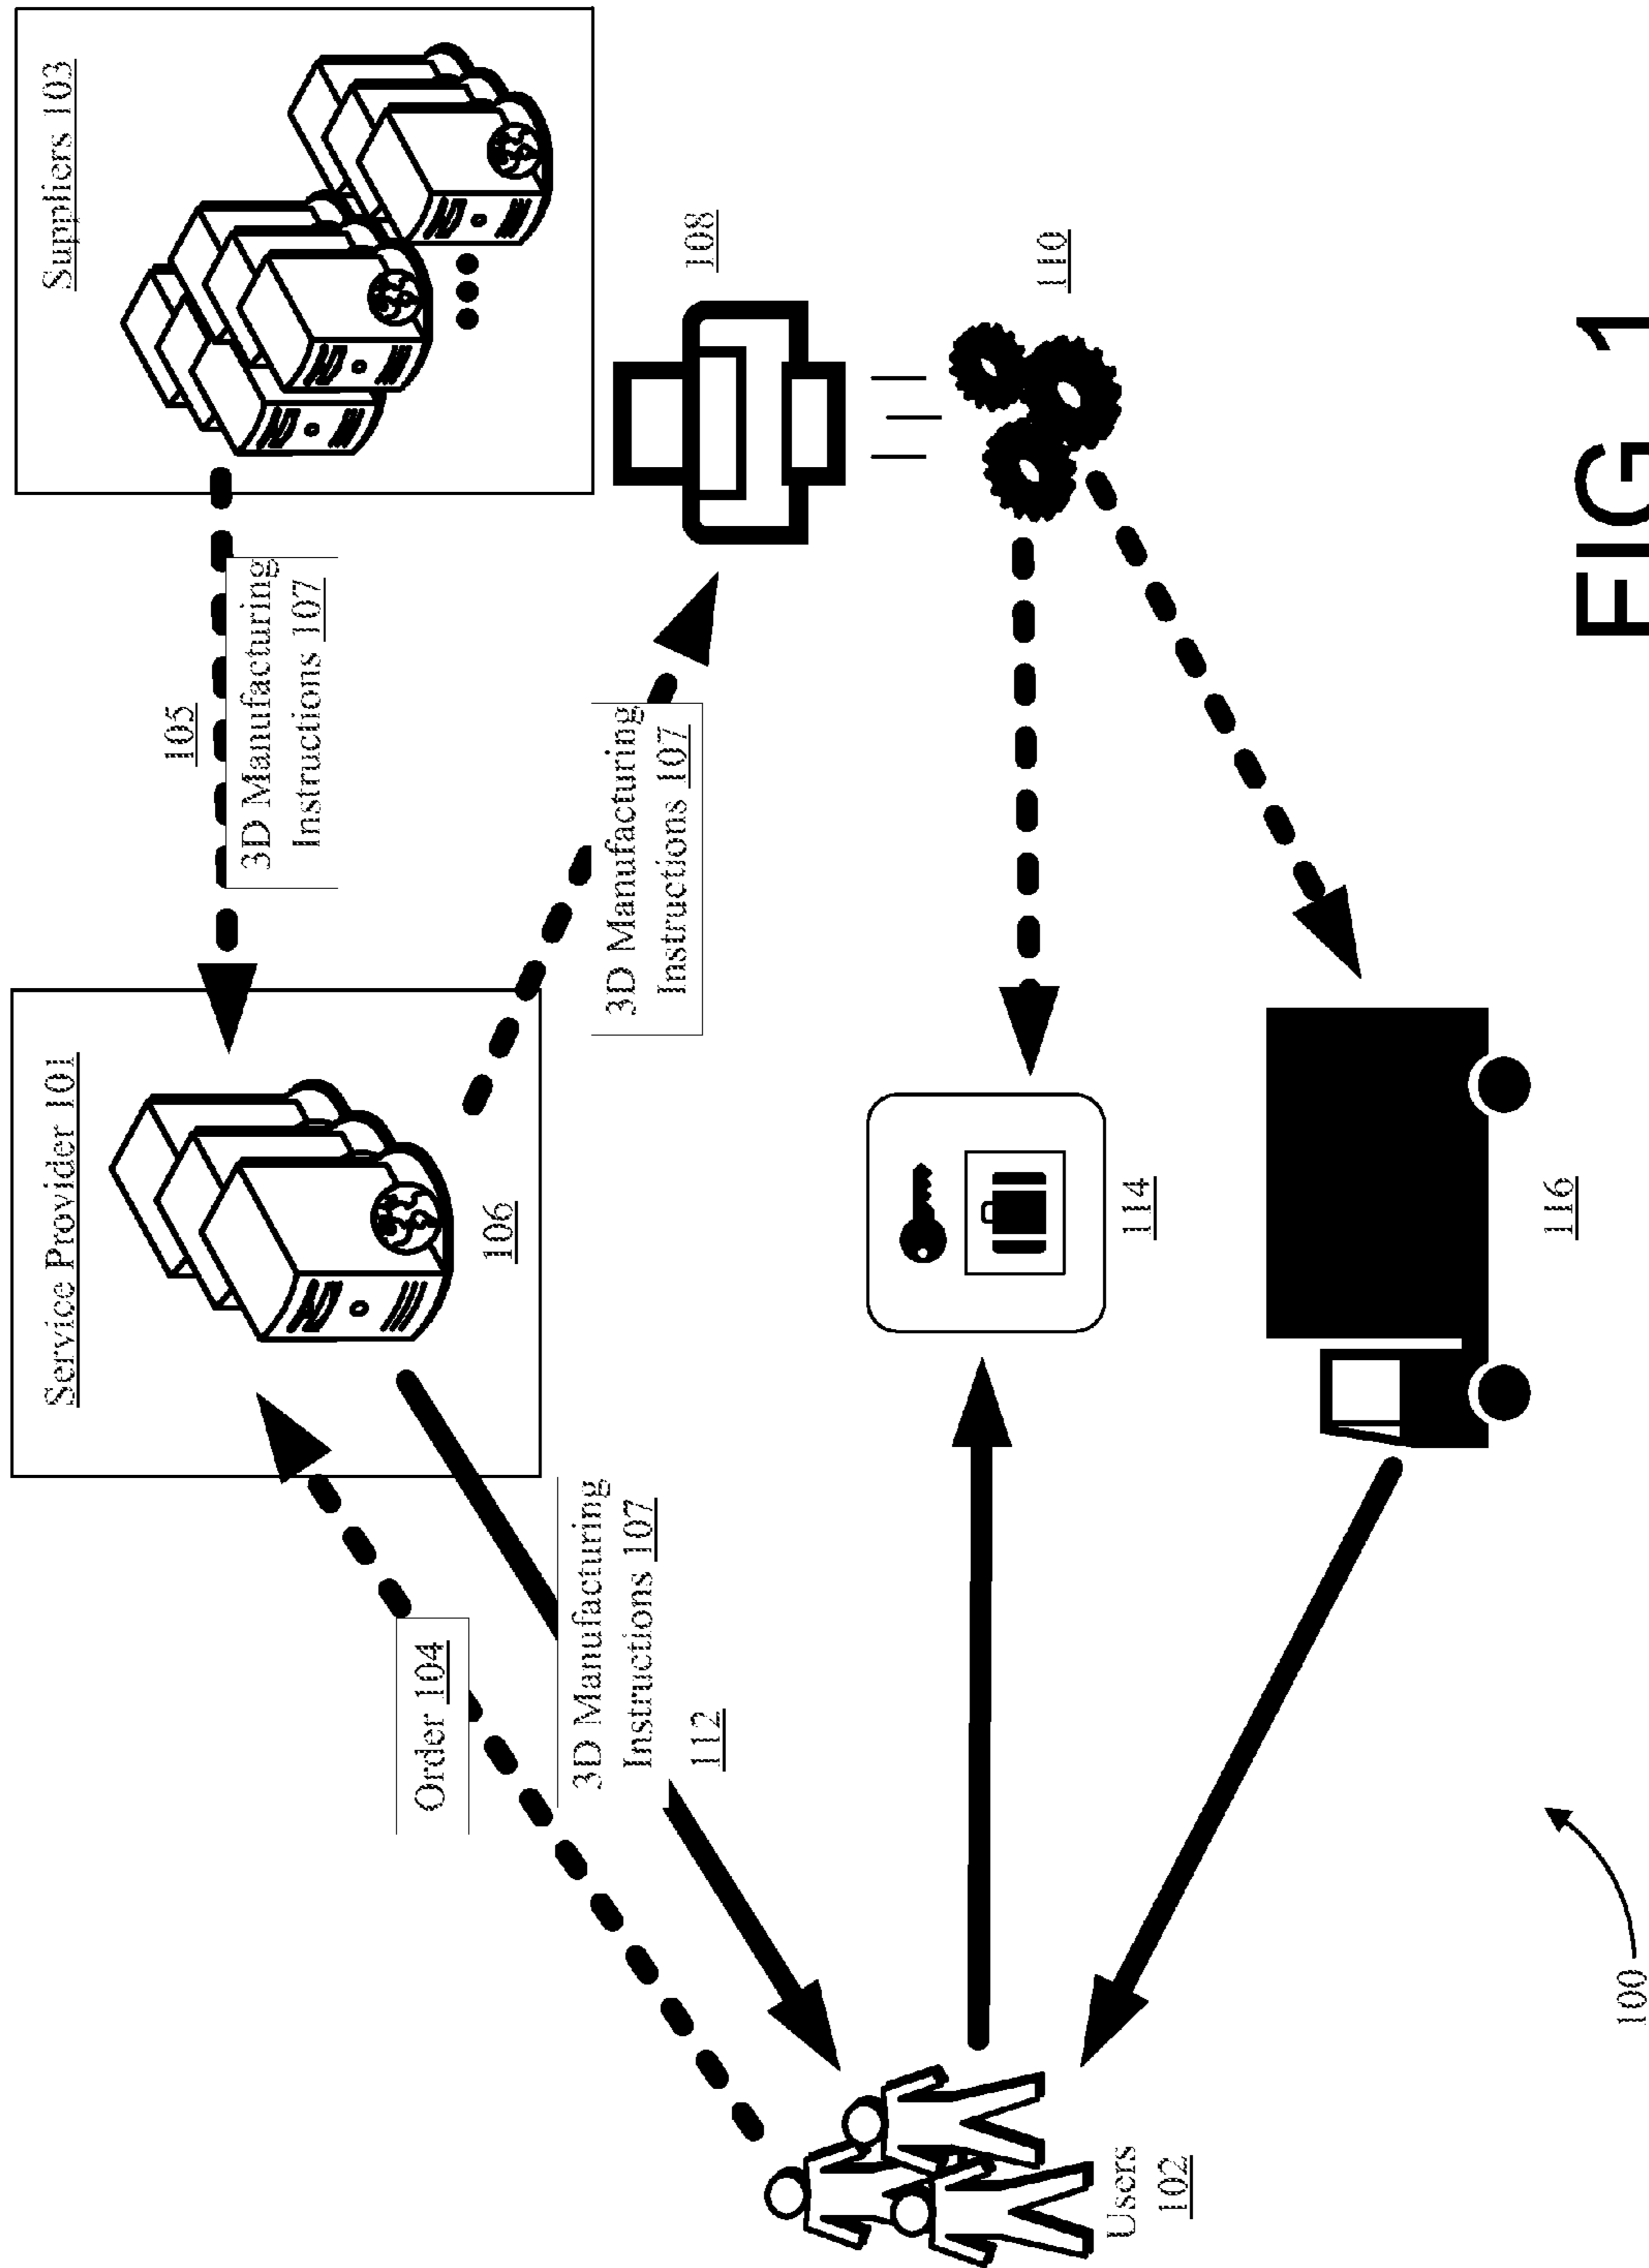 Service Provider 101
Suppliers 103
105
3D Manufacturing
Instructions 107
Order 104
106
3D Manufacturing
Instructions 107
3D Manufacturing
Instructions 107
112
108
110
Users
102
114
116
100
FIG 1